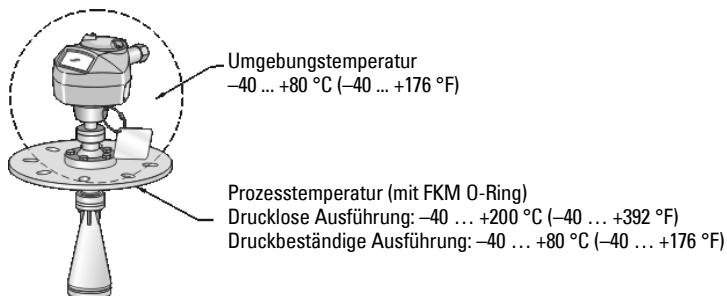 Umgebungstemperatur
–40 ... +80 °C (–40 ... +176 °F)
Prozesstemperatur (mit FKM O-Ring)
Drucklose Ausführung: –40 … +200 °C (–40 … +392 °F)
Druckbeständige Ausführung: –40 … +80 °C (–40 … +176 °F)